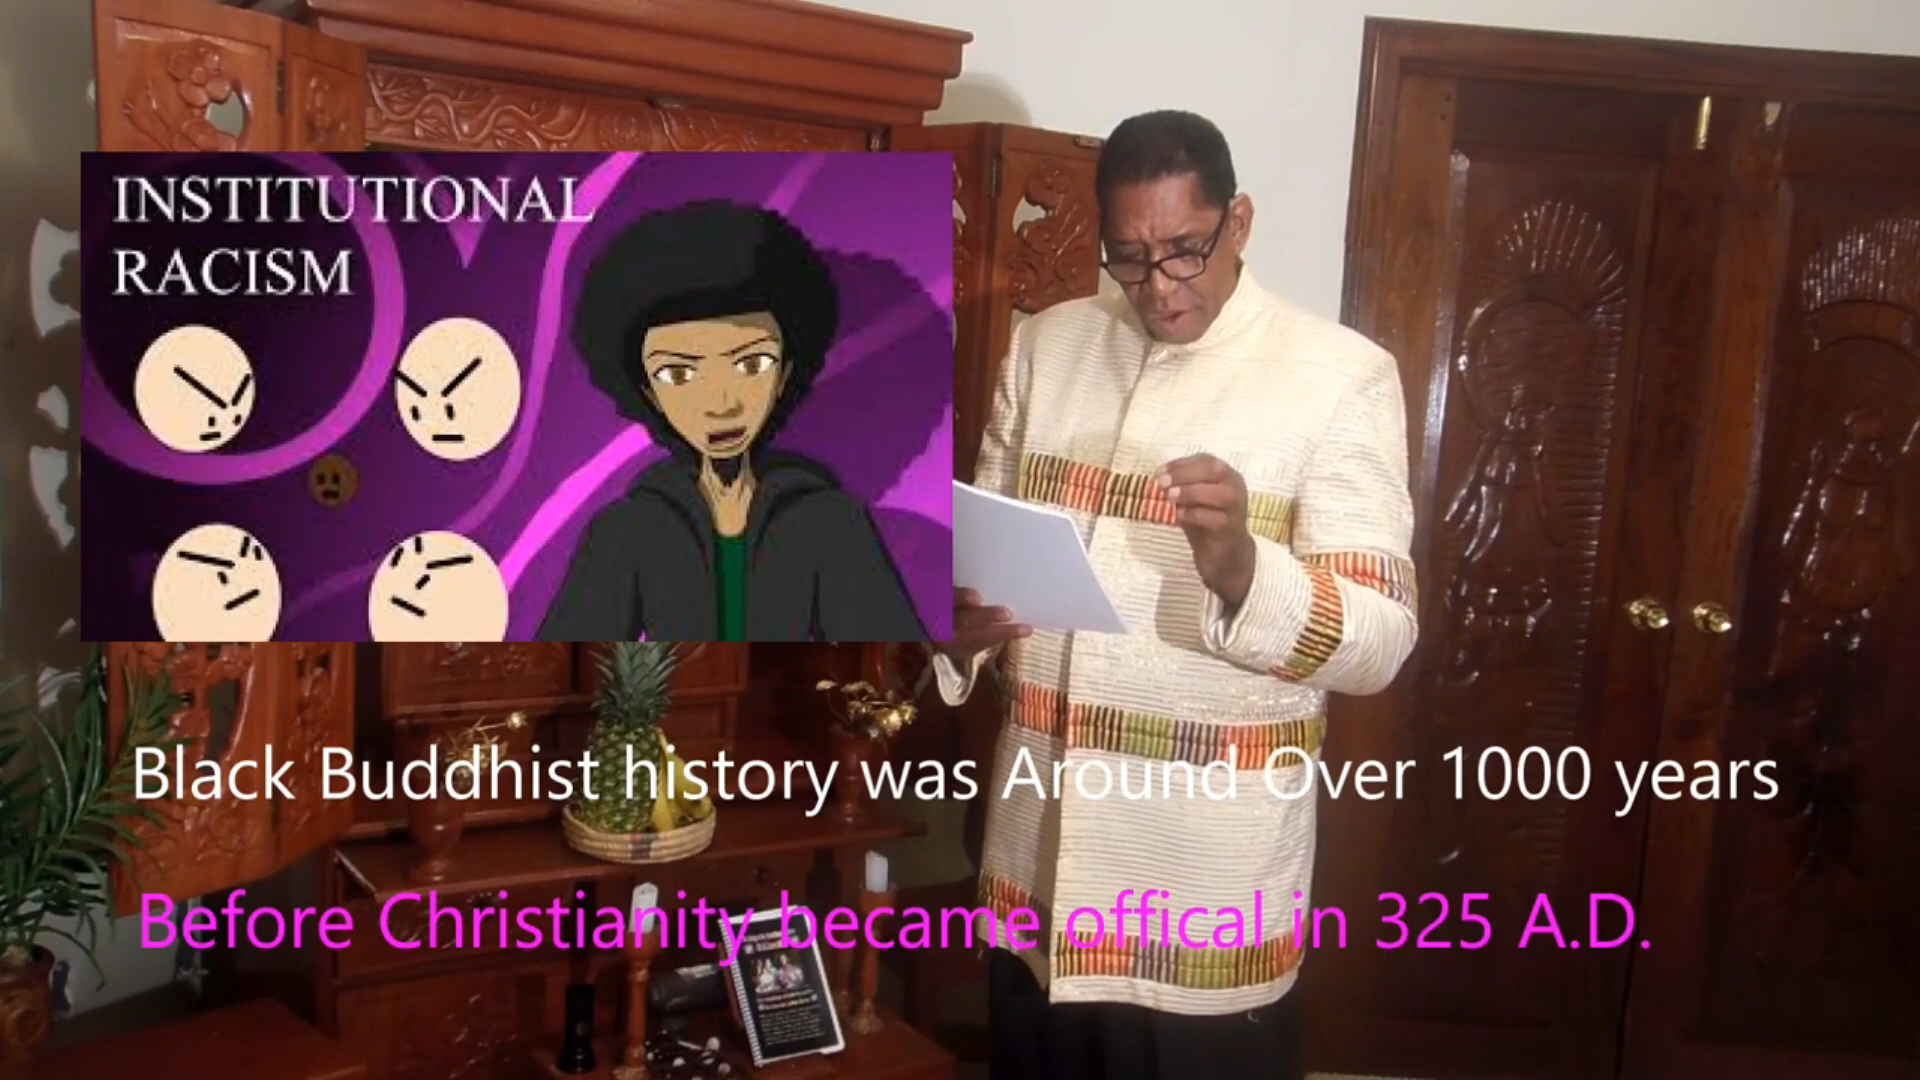 INSTITUTIONAL
RACISM
Black Buddhist history was Around Over 1000 years
Before Christianity became offical in 325 A.D.